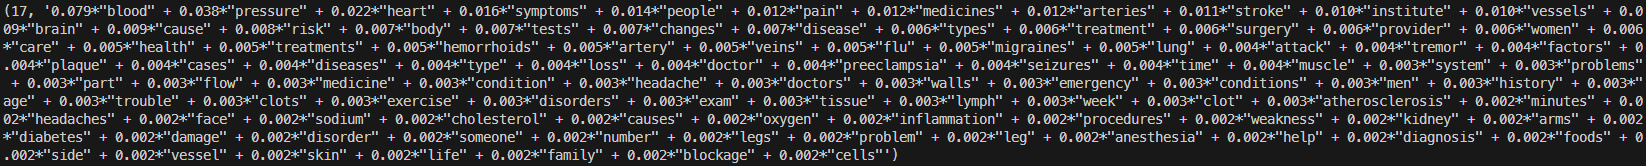 (17, '0.079*"blood" + 0.038*"pressure" + 0.022*"heart" + 0.016*"symptoms" + 0.014*"people" + 0.012*"pain" + 0.012*"medicines" + 0.012*"arteries" + 0.011*"stroke" + 0.010*"institute" + 0.010*"vessels" + 0.0
09*"brain" + 0.009*"cause" + 0.008*"risk" + 0.007*"body" + 0.007*"tests" + 0.007*"changes" + 0.007*"disease" + 0.006*"types" + 0.006*"treatment" + 0.006*"surgery" + 0.006*"provider" + 0.006*"women" + 0.006
*"care" + 0.005*"health" + 0.005*"treatments" + 0.005*"hemorrhoids" + 0.005*"artery" + 0.005*"veins" + 0.005*"flu" + 0.005*"migraines" + 0.005*"lung" + 0.004*"attack" + 0.004*"tremor" + 0.004*"factors" + 0
.004*"plaque" + 0.004*"cases" + 0.004*"diseases" + 0.004*"type" + 0.004*"loss" + 0.004*"doctor" + 0.004*"preeclampsia" + 0.004*"seizures" + 0.004*"time" + 0.004*"muscle" + 0.003*"system" + 0.003*"problems"
+ 0.003*"part" + 0.003*"flow" + 0.003*"medicine" + 0.003*"condition" + 0.003*"headache" + 0.003*"doctors" + 0.003*"walls" + 0.003*"emergency" + 0.003*"conditions" + 0.003*"men" + 0.003*"history" + 0.003*"
age" + 0.003*"trouble" + 0.003*"clots" + 0.003*"exercise" + 0.003*"disorders" + 0.003*"exam" + 0.003*"tissue" + 0.003*"lymph" + 0.003*"week" + 0.003*"clot" + 0.003*"atherosclerosis" + 0.002*"minutes" + 0.0
02*"headaches" + 0.002*"face" + 0.002*"sodium" + 0.002*"cholesterol" + 0.002*"causes" + 0.002*"oxygen" + 0.002*"inflammation" + 0.002*"procedures" + 0.002*"weakness" + 0.002*"kidney" + 0.002*"arms" + 0.002
*"diabetes" + 0.002*"damage" + 0.002*"disorder" + 0.002*"someone" + 0.002*"number" + 0.002*"legs" + 0.002*"problem" + 0.002*"leg" + 0.002*"anesthesia" + 0.002*"help" + 0.002*"diagnosis" + 0.002*"foods" + 0
.002*"side" + 0.002*"vessel" + 0.002*"skin" + 0.002*"life" + 0.002*"family" + 0.002*"blockage" + 0.002*"cells"')